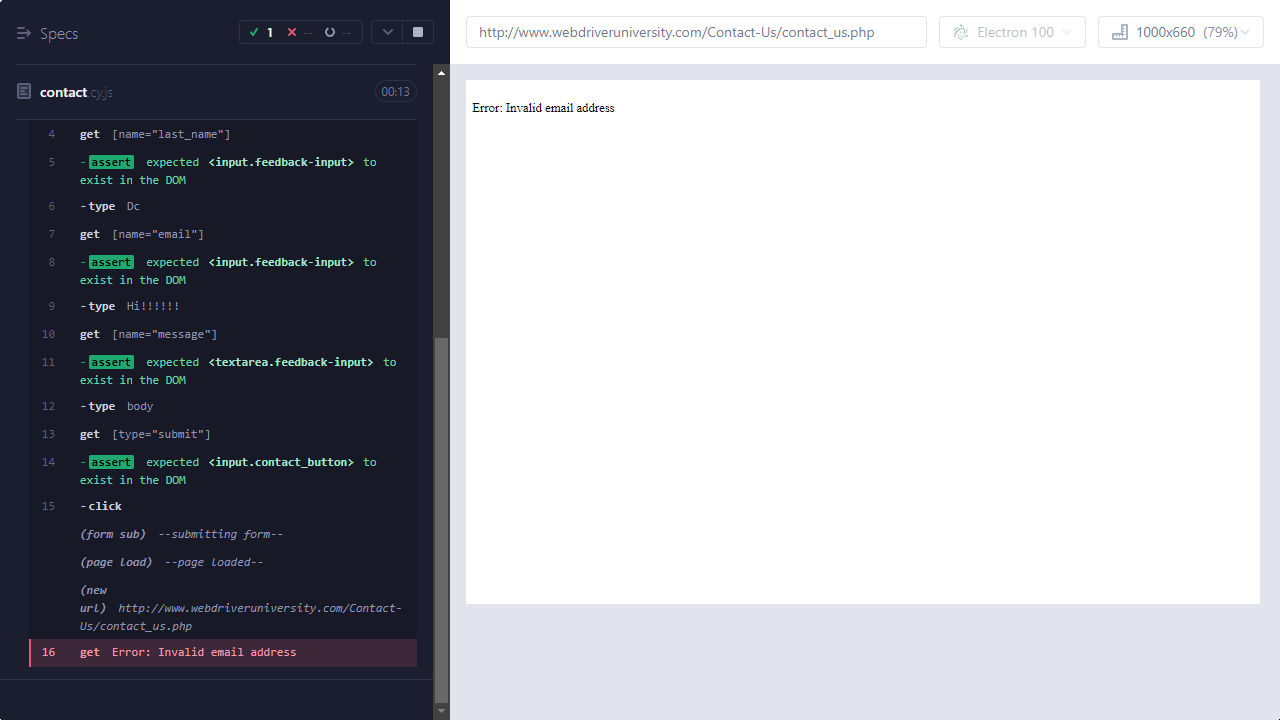 Specs
1 -- --
contact.cy.js
00:13
4 get [name="last_name"]
5 -assert expected <input.feedback-input> to
exist in the DOM
6 -type Dc
7 get [name="email"]
8 -assert expected <input.feedback-input> to
exist in the DOM
9 -type Hi!!!!!!
10 get [name="message"]
11 -assert expected <textarea.feedback-input> to
exist in the DOM
12 -type body
13 get [type="submit"]
14 -assert expected <input.contact_button> to
exist in the DOM
15 -click
(form sub) --submitting form--
(page load) --page loaded--
(new
url) http://www.webdriveruniversity.com/Contact-
Us/contact_us.php
16 get Error: Invalid email address
http://www.webdriveruniversity.com/Contact-Us/contact_us.php
Electron 100
1000x660 (79%)
Error: Invalid email address